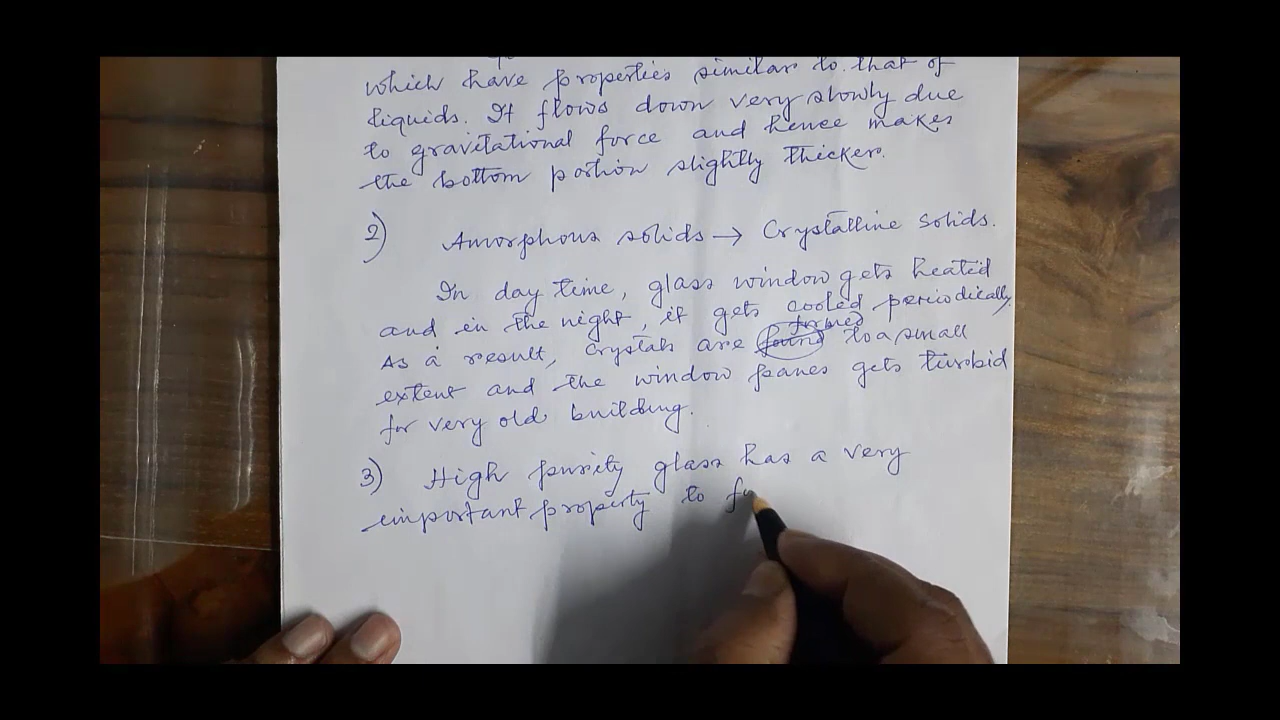 which have properties similar to that of
liquids. It flows down very slowly due
to gravitational force and hence makes
the bottom portion slightly thicker.
2) Amorphous solids → Crystalline solids.
In day time, glass window gets heated
and in the night, it gets cooled periodically.
As a result, crystals are formed to a small
extent and the window panes gets turbid
for very old building.
3) High purity glass has a very
important property to